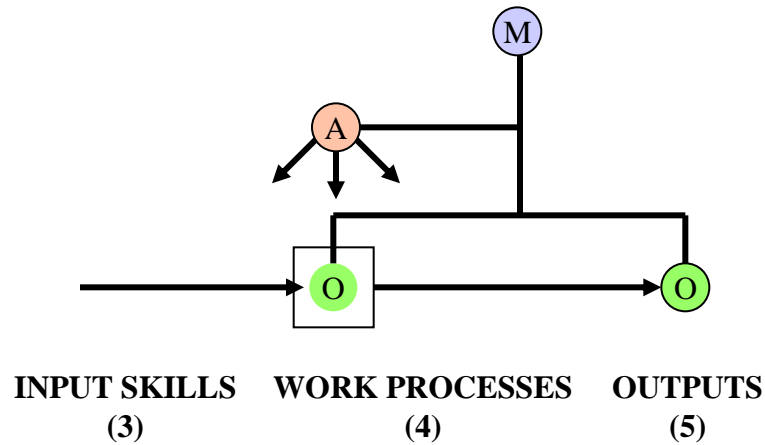 M
A
O O
INPUT SKILLS WORK PROCESSES OUTPUTS
(3) (4) (5)